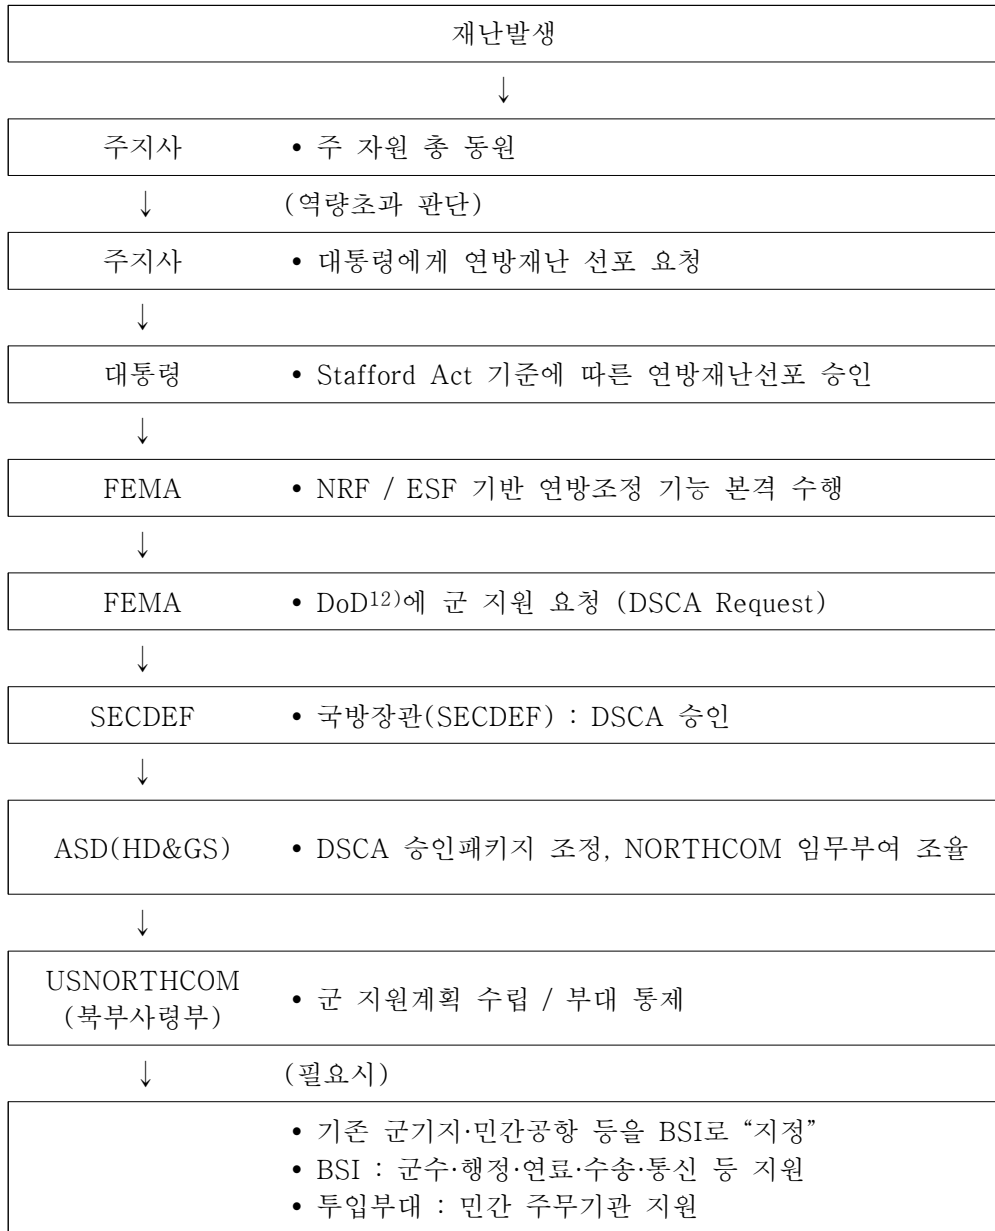 재난발생
↓
주지사 • 주 자원 총 동원
↓ (역량초과 판단)
주지사 • 대통령에게 연방재난 선포 요청
↓
대통령 • Stafford Act 기준에 따른 연방재난선포 승인
↓
FEMA • NRF / ESF 기반 연방조정 기능 본격 수행
↓
FEMA • DoD12)에 군 지원 요청 (DSCA Request)
↓
SECDEF • 국방장관(SECDEF) : DSCA 승인
↓
ASD(HD&GS) • DSCA 승인패키지 조정, NORTHCOM 임무부여 조율
↓
USNORTHCOM
(북부사령부) • 군 지원계획 수립 / 부대 통제
↓ (필요시)
• 기존 군기지·민간공항 등을 BSI로 “지정”
• BSI : 군수·행정·연료·수송·통신 등 지원
• 투입부대 : 민간 주무기관 지원